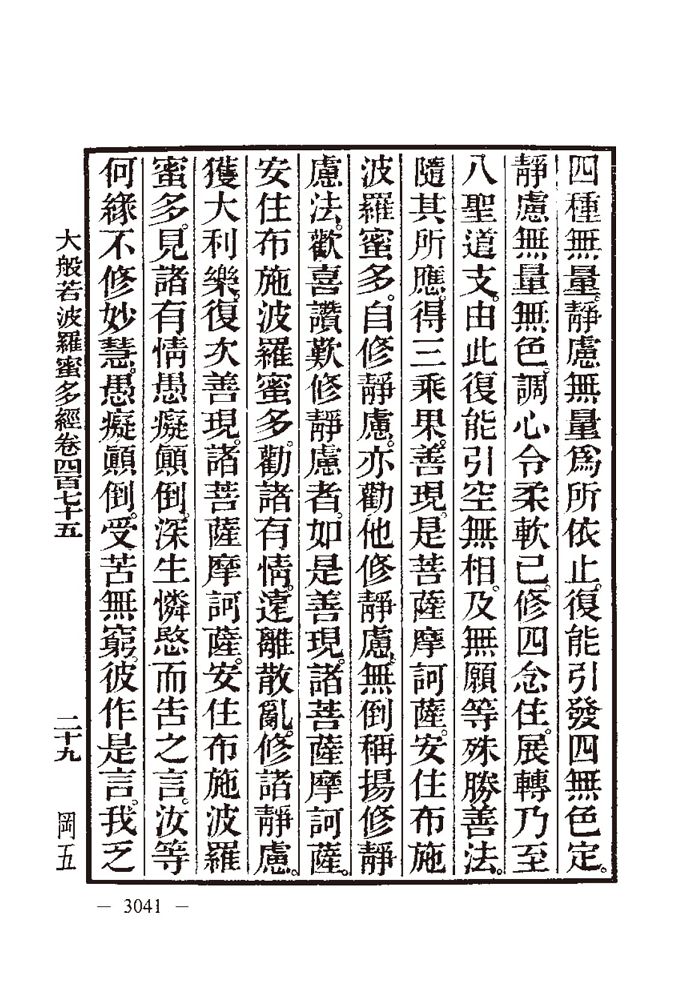 四種無量。靜慮無量爲所依止。復能引發四無色定。
靜慮無量無色。調心令柔軟已。修四念住。展轉乃至
八聖道支。由此復能引空無相。及無願等殊勝善法。
隨其所應。得三乘果。善現。是菩薩摩訶薩。安住布施
波羅蜜多。自修靜慮。亦勸他修靜慮。無倒稱揚修靜
慮法。歡喜讚歎修靜慮者。如是善現。諸菩薩摩訶薩。
安住布施波羅蜜多。勸諸有情。遠離散亂。修諸靜慮。
獲大利樂。復次善現。諸菩薩摩訶薩。安住布施波羅
蜜多。見諸有情愚癡顚倒。深生憐愍而告之言。汝等
何緣不修妙慧。愚癡顚倒。受苦無窮。彼作是言。我乏
大般若波羅蜜多經卷四百七十五 二十九 岡五
— 3041 —